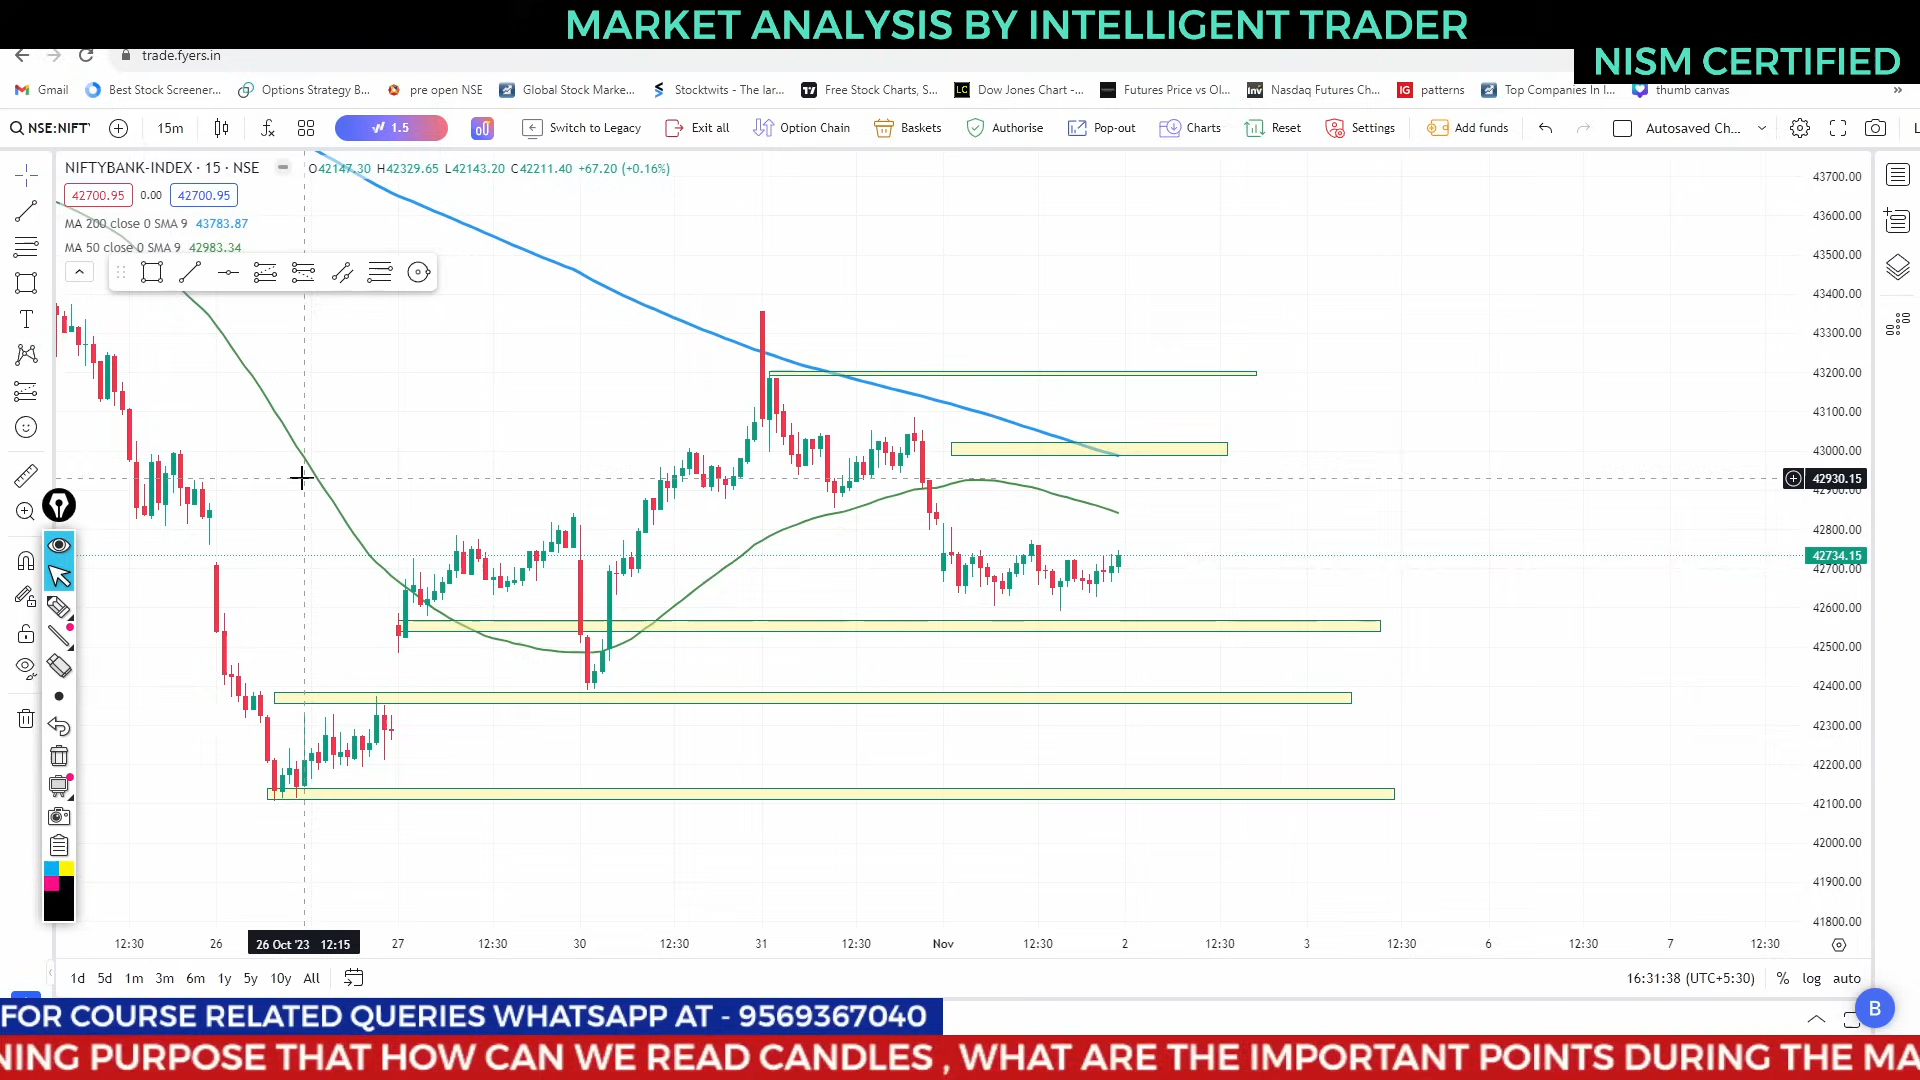 MARKET ANALYSIS BY INTELLIGENT TRADER
NISM CERTIFIED
trade.fyers.in
Gmail
Best Stock Screener...
Options Strategy B...
pre open NSE
Global Stock Marke...
Stocktwits - The lar...
Free Stock Charts, S...
Dow Jones Chart -...
Futures Price vs Ol...
Nasdaq Futures Ch...
patterns
Top Companies In I...
thumb canvas
NSE:NIFT
15m
1.5
Switch to Legacy
Exit all
Option Chain
Baskets
Authorise
Pop-out
Charts
Reset
Settings
Add funds
Autosaved Ch...
NIFTYBANK-INDEX · 15 · NSE
O42147.30 H42329.65 L42143.20 C42211.40 +67.20 (+0.16%)
42700.95 0.00 42700.95
MA 200 close 0 SMA 9 43783.87
MA 50 close 0 SMA 9 42983.34
43700.00
43600.00
43500.00
43400.00
43300.00
43200.00
43100.00
43000.00
42930.15
42900.00
42800.00
42734.15
42700.00
42600.00
42500.00
42400.00
42300.00
42200.00
42100.00
42000.00
41900.00
41800.00
12:30 26 26 Oct '23 12:15 27 12:30 30 12:30 31 12:30 Nov 12:30 2 12:30 3 12:30 6 12:30 7 12:30
1d 5d 1m 3m 6m 1y 5y 10y All
16:31:38 (UTC+5:30) % log auto
B
FOR COURSE RELATED QUERIES WHATSAPP AT - 9569367040
NING PURPOSE THAT HOW CAN WE READ CANDLES , WHAT ARE THE IMPORTANT POINTS DURING THE MA